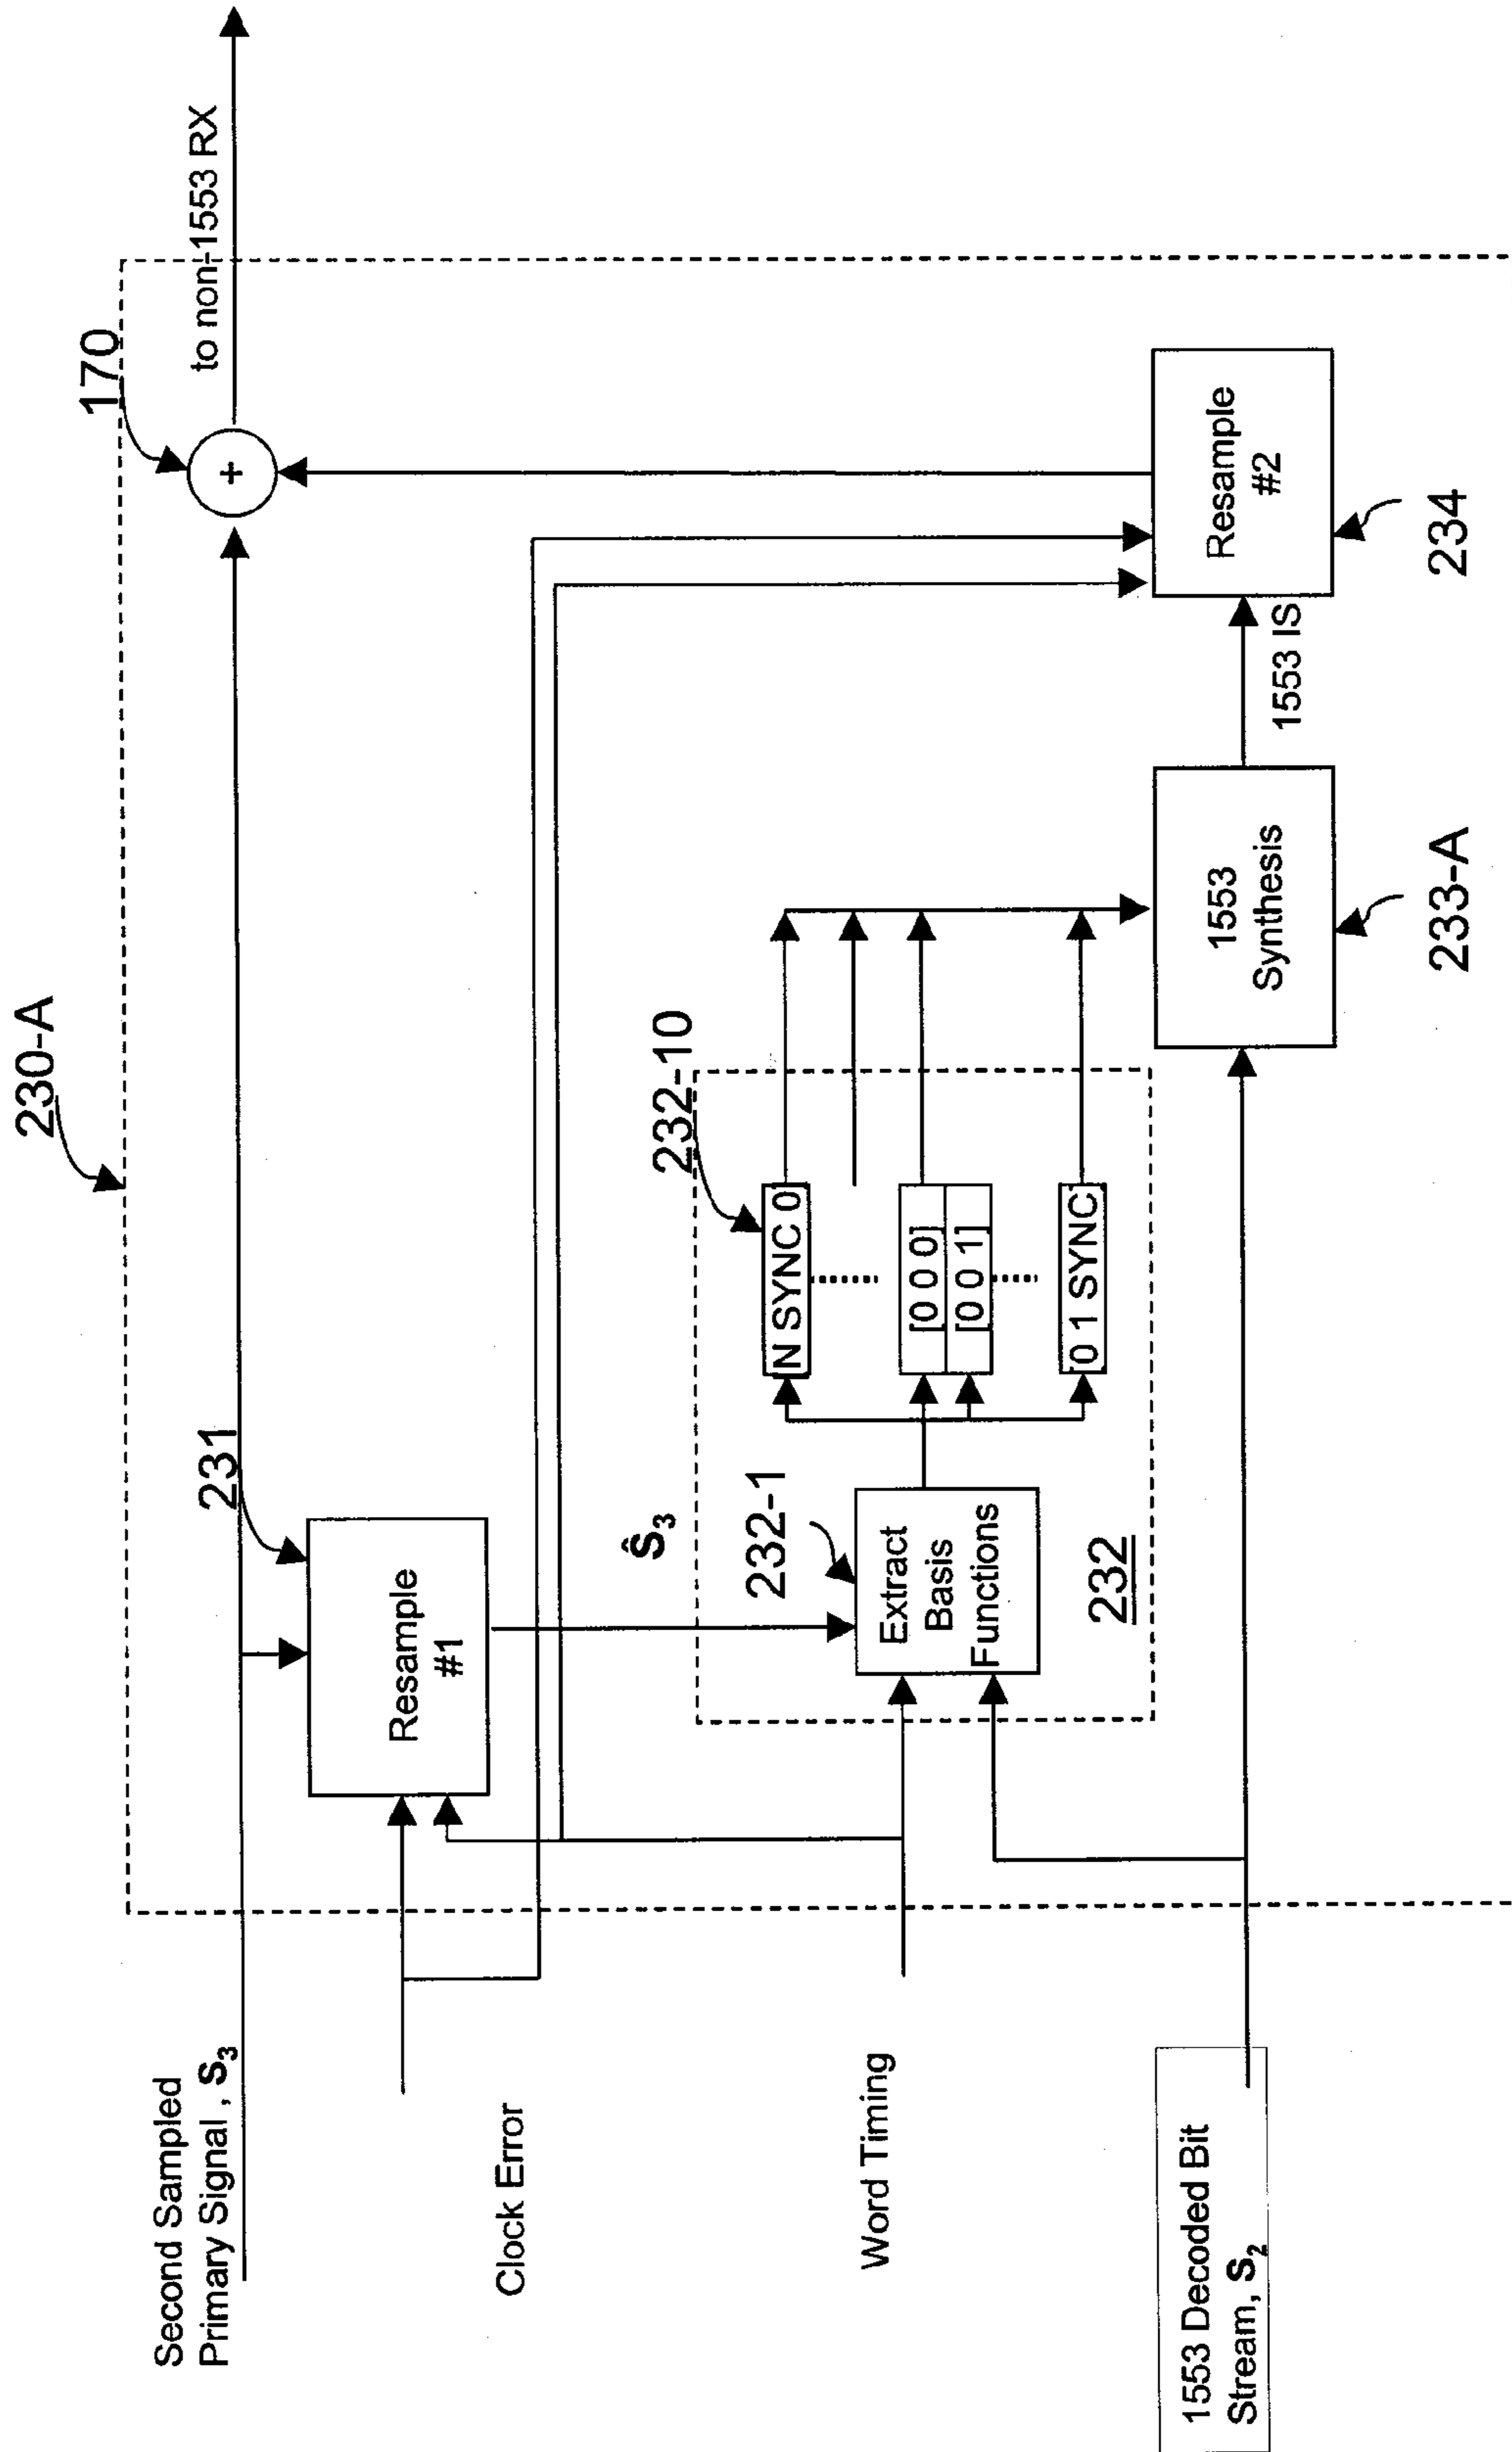 230-A
170
Second Sampled
Primary Signal , S₃
to non-1553 RX
+
231
Resample
#1
Clock Error
Ŝ₃
232-10
232-1
N SYNC 0
Extract
Basis
Functions
[0 0 0]
[0 0 1]
Word Timing
0 1 SYNC
232
1553 Decoded Bit
Stream, S₂
1553
Synthesis
1553 IS
Resample
#2
233-A
234